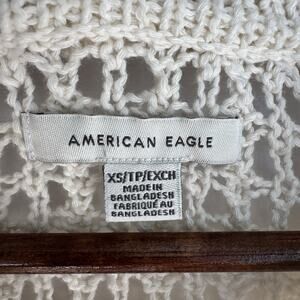 AMERICAN EAGLE
XS/TP/EXCH
MADE IN
BANGLADESH
FABRIQUÉ AU
BANGLADESH